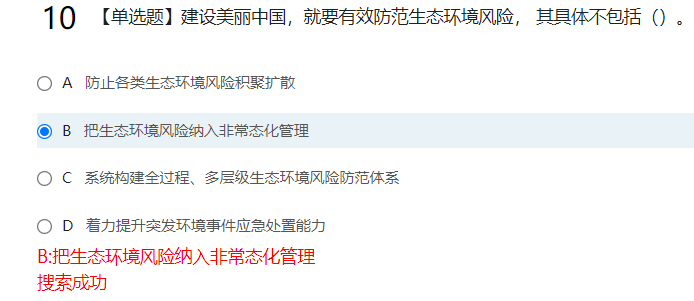 10 【单选题】建设美丽中国，就要有效防范生态环境风险， 其具体不包括（）。
A 防止各类生态环境风险积聚扩散
B 把生态环境风险纳入非常态化管理
C 系统构建全过程、多层级生态环境风险防范体系
D 着力提升突发环境事件应急处置能力
B:把生态环境风险纳入非常态化管理
搜索成功